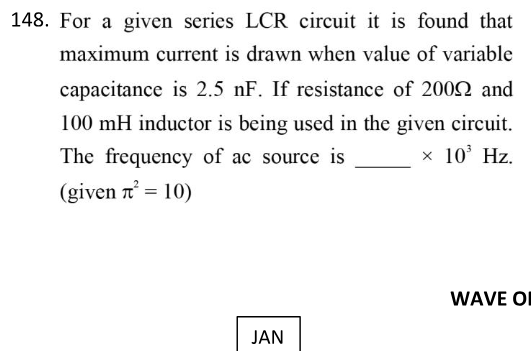 148. For a given series LCR circuit it is found that
maximum current is drawn when value of variable
capacitance is 2.5 nF. If resistance of 200Ω and
100 mH inductor is being used in the given circuit.
The frequency of ac source is _____ × 10³ Hz.
(given π² = 10)
WAVE O
JAN